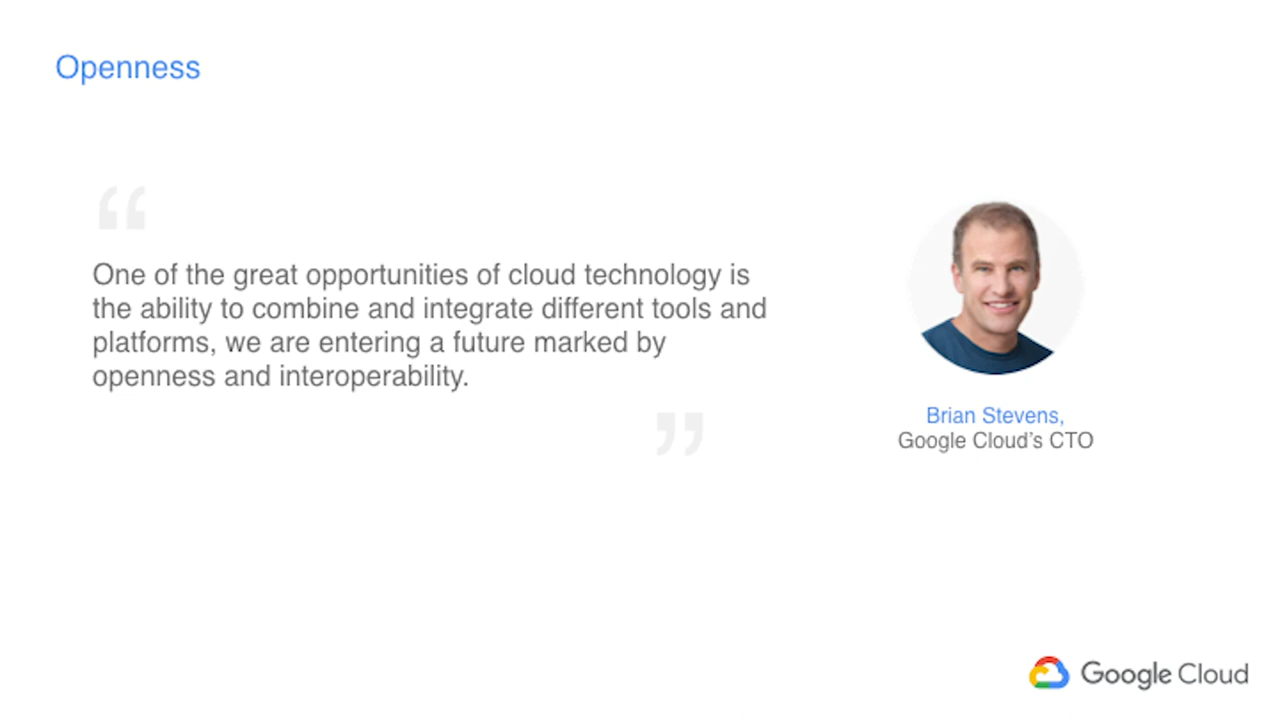 Openness
“
One of the great opportunities of cloud technology is
the ability to combine and integrate different tools and
platforms, we are entering a future marked by
openness and interoperability.
”
Brian Stevens,
Google Cloud’s CTO
Google Cloud